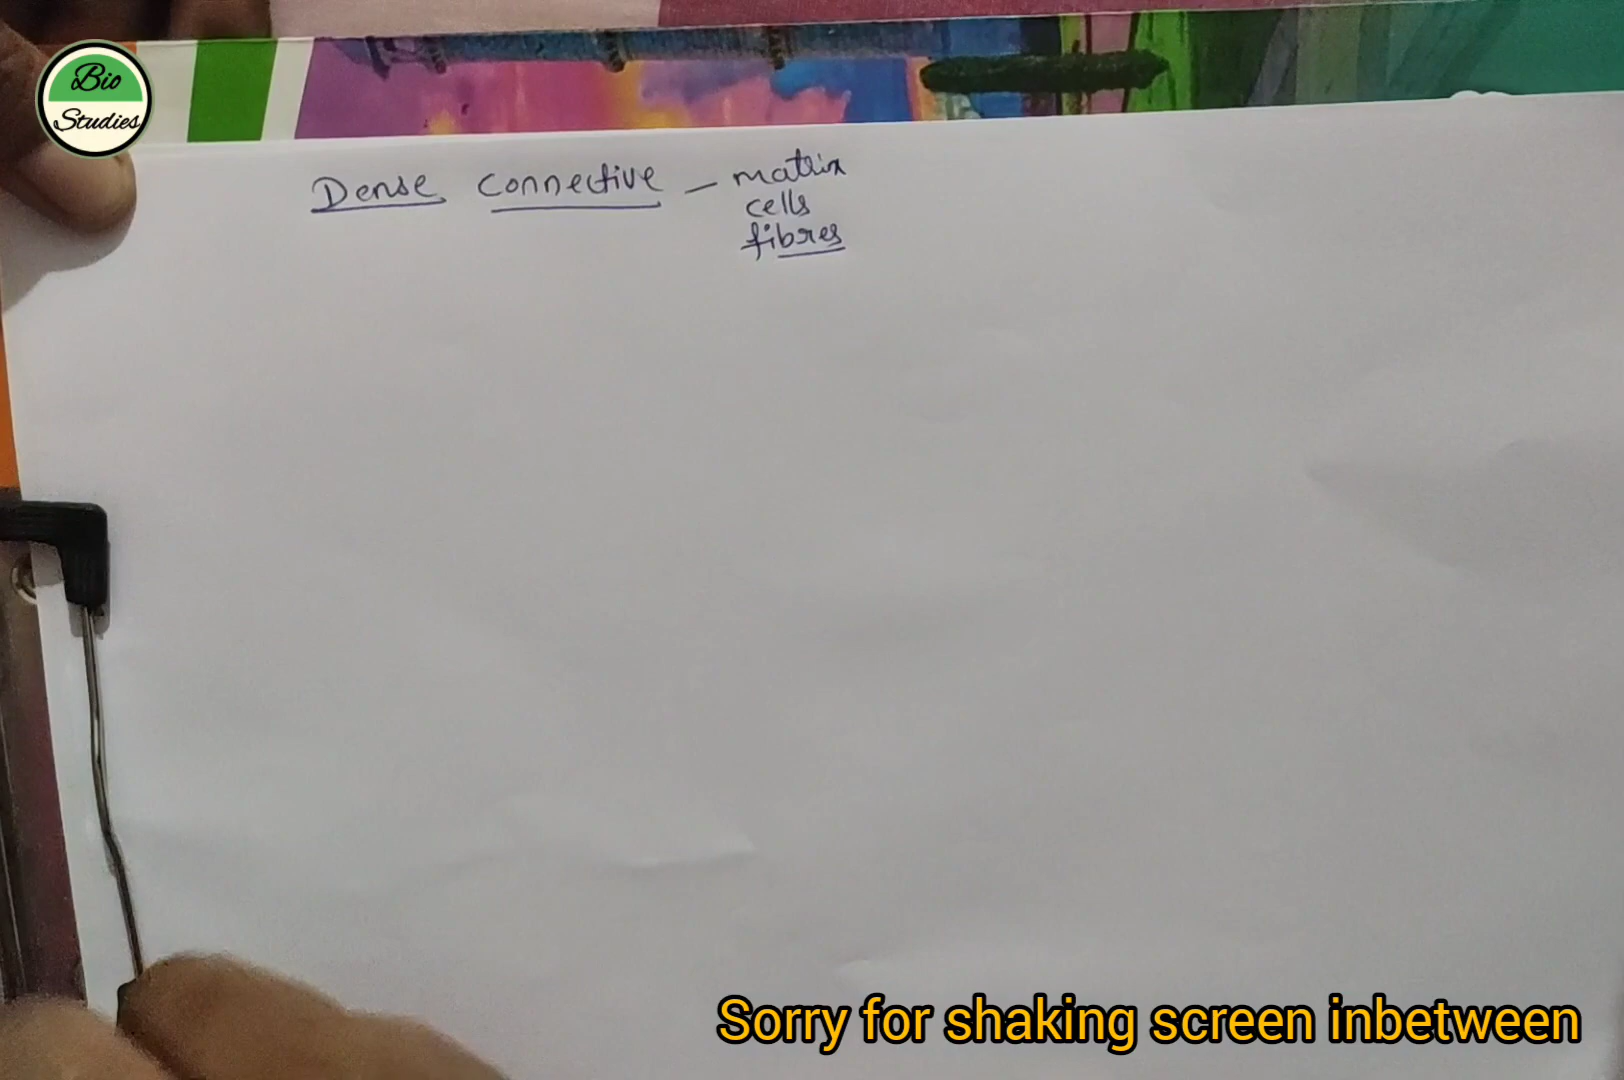 Bio
Studies
Dense connective – matrix
cells
fibres
Sorry for shaking screen inbetween